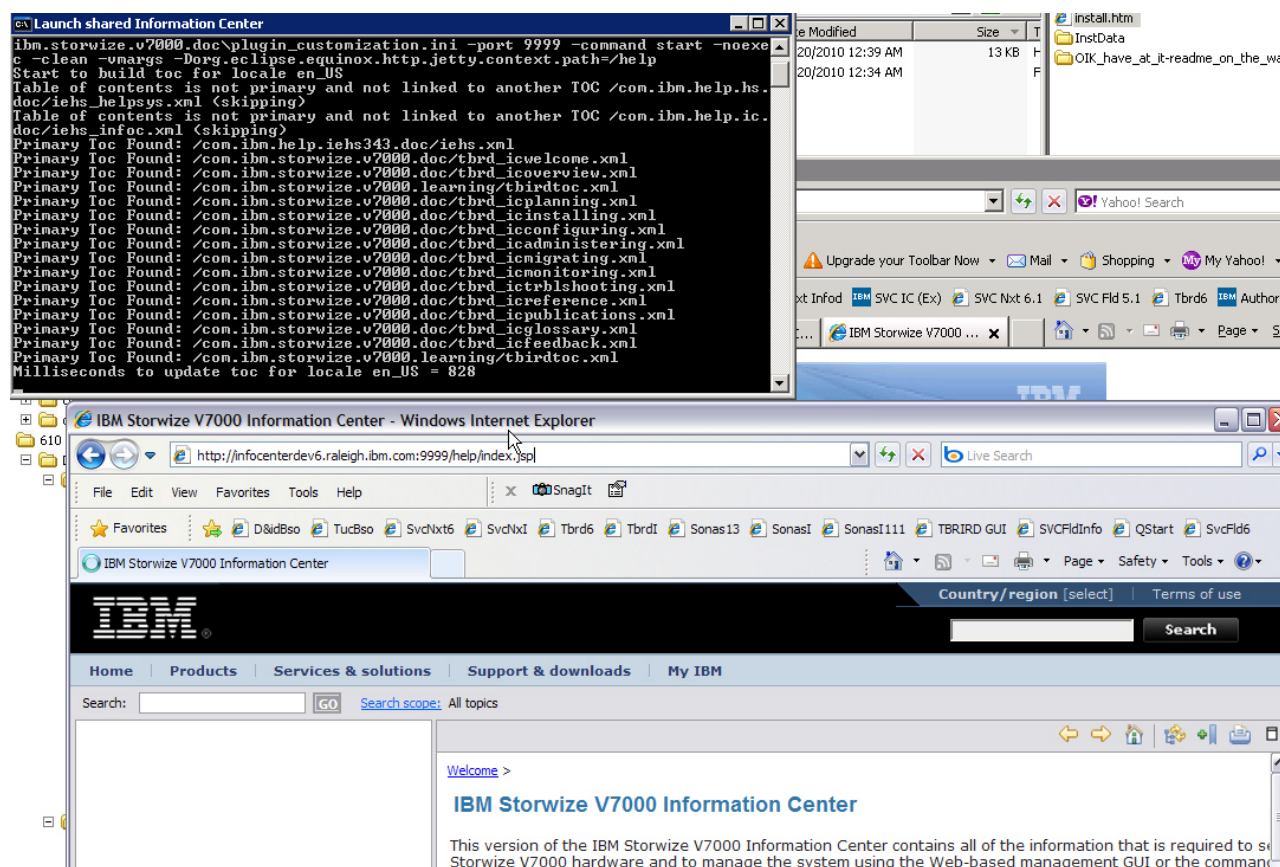 Launch shared Information Center
ibm.storwize.v7000.doc\plugin_customization.ini -port 9999 -command start -noexe
c -clean -vmargs -Dorg.eclipse.equinox.http.jetty.context.path=/help
Start to build toc for locale en_US
Table of contents is not primary and not linked to another TOC /com.ibm.help.hs.
doc/iehs_helpsys.xml (skipping)
Table of contents is not primary and not linked to another TOC /com.ibm.help.ic.
doc/iehs_infoc.xml (skipping)
Primary Toc Found: /com.ibm.help.iehs343.doc/iehs.xml
Primary Toc Found: /com.ibm.storwize.v7000.doc/tbrd_icwelcome.xml
Primary Toc Found: /com.ibm.storwize.v7000.doc/tbrd_icoverview.xml
Primary Toc Found: /com.ibm.storwize.v7000.learning/tbirdtoc.xml
Primary Toc Found: /com.ibm.storwize.v7000.doc/tbrd_icplanning.xml
Primary Toc Found: /com.ibm.storwize.v7000.doc/tbrd_icinstalling.xml
Primary Toc Found: /com.ibm.storwize.v7000.doc/tbrd_icconfiguring.xml
Primary Toc Found: /com.ibm.storwize.v7000.doc/tbrd_icadministering.xml
Primary Toc Found: /com.ibm.storwize.v7000.doc/tbrd_icmigrating.xml
Primary Toc Found: /com.ibm.storwize.v7000.doc/tbrd_icmonitoring.xml
Primary Toc Found: /com.ibm.storwize.v7000.doc/tbrd_ictrblshooting.xml
Primary Toc Found: /com.ibm.storwize.v7000.doc/tbrd_icreference.xml
Primary Toc Found: /com.ibm.storwize.v7000.doc/tbrd_icpublications.xml
Primary Toc Found: /com.ibm.storwize.v7000.doc/tbrd_icglossary.xml
Primary Toc Found: /com.ibm.storwize.v7000.doc/tbrd_icfeedback.xml
Primary Toc Found: /com.ibm.storwize.v7000.learning/tbirdtoc.xml
Milliseconds to update toc for locale en_US = 828
Modified Size T
20/2010 12:39 AM 13 KB H
20/2010 12:34 AM F
install.htm
InstData
OIK_have_at_it-readme_on_the_wa
Yahoo! Search
Upgrade your Toolbar Now Mail Shopping My Yahoo!
xt Infod SVC IC (Ex) SVC Nxt 6.1 SVC Fld 5.1 Tbrd6 Author
IBM Storwize V7000 ... Page
IBM
610
IBM Storwize V7000 Information Center - Windows Internet Explorer
http://infocenterdev6.raleigh.ibm.com:9999/help/index.jsp
Live Search
File Edit View Favorites Tools Help x SnagIt
Favorites D&idBso TucBso SvcNxt6 SvcNxI Tbrd6 TbrdI Sonas13 SonasI SonasI111 TBRIRD GUI SVCFldInfo QStart SvcFld6
IBM Storwize V7000 Information Center Page Safety Tools
Country/region [select] | Terms of use
IBM®
Search
Home | Products | Services & solutions | Support & downloads | My IBM
Search: GO Search scope: All topics
Welcome >
IBM Storwize V7000 Information Center
This version of the IBM Storwize V7000 Information Center contains all of the information that is required to se
Storwize V7000 hardware and to manage the system using the Web-based management GUI or the command